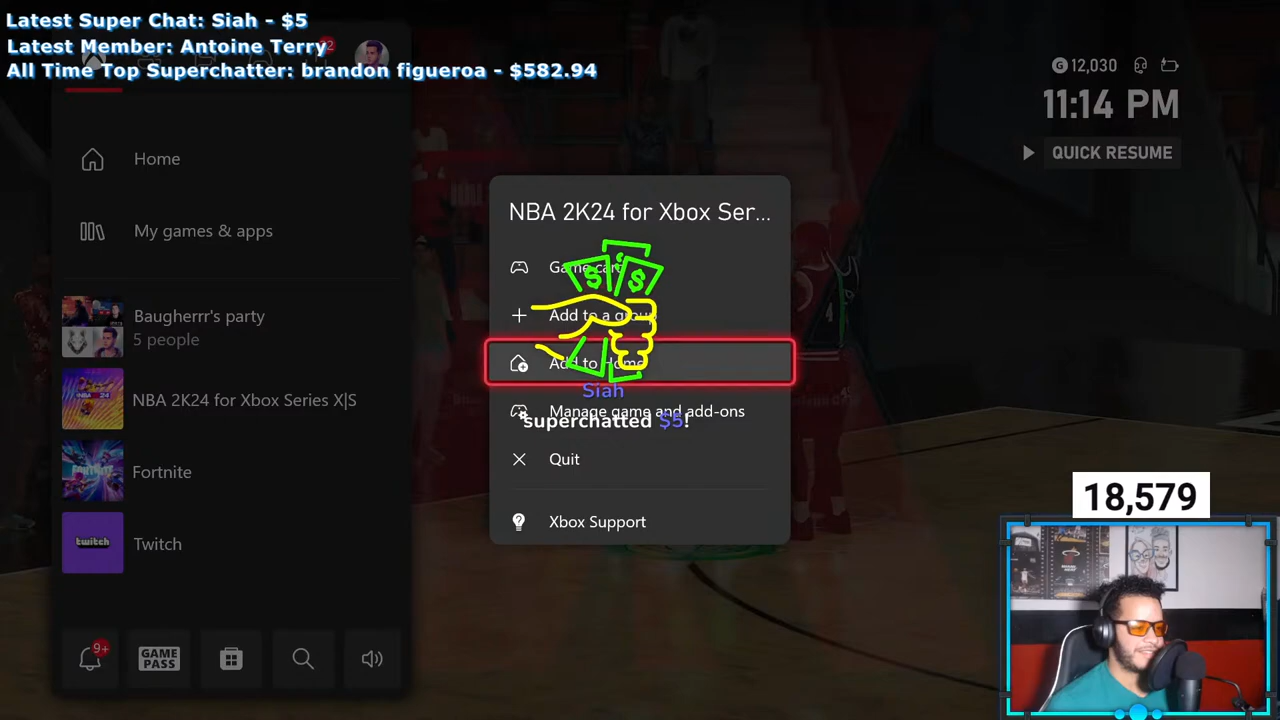 Latest Super Chat: Siah - $5
Latest Member: Antoine Terry
All Time Top Superchatter: brandon figueroa - $582.94
12,030
11:14 PM
QUICK RESUME
Home
My games & apps
Baugherrr's party
5 people
NBA 2K24 for Xbox Series X|S
Fortnite
Twitch
9+
GAME PASS
NBA 2K24 for Xbox Ser...
Game card
Add to a group
Add to Home
Siah
Manage game and add-ons
superchatted $5!
Quit
Xbox Support
18,579